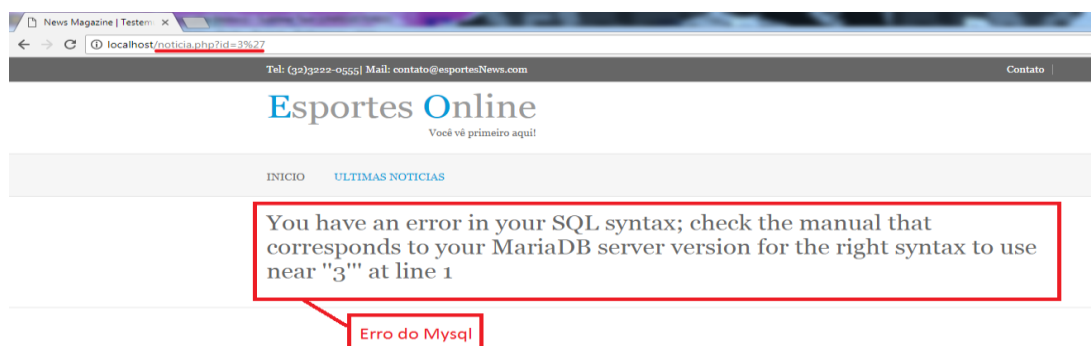 News Magazine | Testem
localhost/noticia.php?id=3%27
Tel: (32)3222-0555| Mail: contato@esportesNews.com
Contato |
Esportes Online
Você vê primeiro aqui!
INICIO ULTIMAS NOTICIAS
You have an error in your SQL syntax; check the manual that
corresponds to your MariaDB server version for the right syntax to use
near ''3''' at line 1
Erro do Mysql